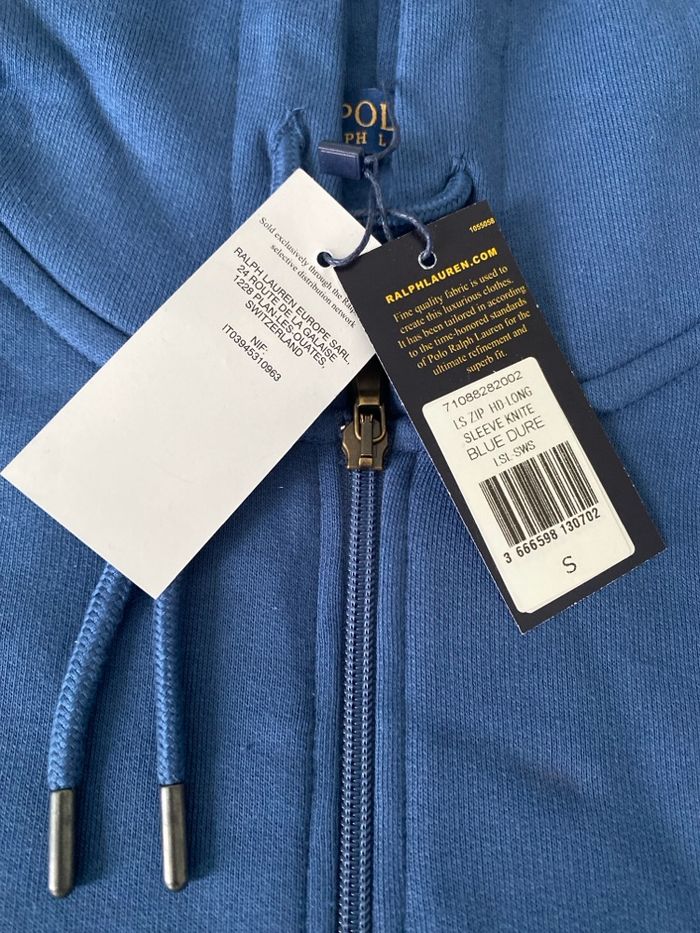 POL
PH L
Sold exclusively through the Ralp
selective distribution network
RALPH LAUREN EUROPE SARL,
24 ROUTE DE LA GALAISE
1228 PLAN-LES-OUATES,
SWITZERLAND
NIF:
IT03945310963
1055058
RALPHLAUREN.COM
Fine quality fabric is used to
create this luxurious clothes.
It has been tailored in according
to the time-honored standards
of Polo Ralph Lauren for the
ultimate refinement and
superb fit.
71088282002
LS ZIP HD-LONG
SLEEVE KNITE
BLUE DURE
LSL-SWS
3 666598 130702
S